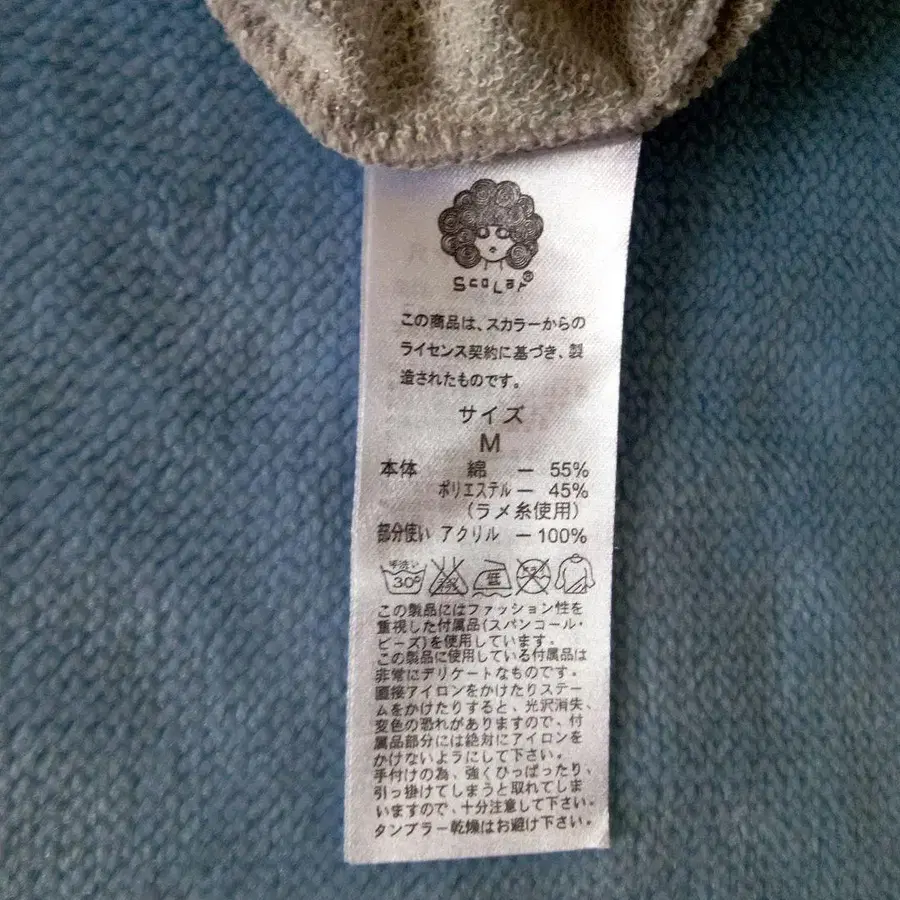 ScoLar®
この商品は、スカラーからの
ライセンス契約に基づき、製
造されたものです。
サイズ
M
本体 綿 － 55%
ポリエステル － 45%
（ラメ糸使用）
部分使い アクリル － 100%
手洗い 30° 低
この製品にはファッション性を
重視した付属品（スパンコール・
ビーズ）を使用しています。
この製品に使用している付属品は
非常にデリケートなものです。
直接アイロンをかけたりスチー
ムをかけたりすると、光沢消失、
変色の恐れがありますので、付
属品部分には絶対にアイロンを
かけないようにして下さい。
手付けの為、強くひっぱったり、
引っ掛けてしまうと取れてしま
いますので、十分注意して下さい。
タンブラー乾燥はお避け下さい。